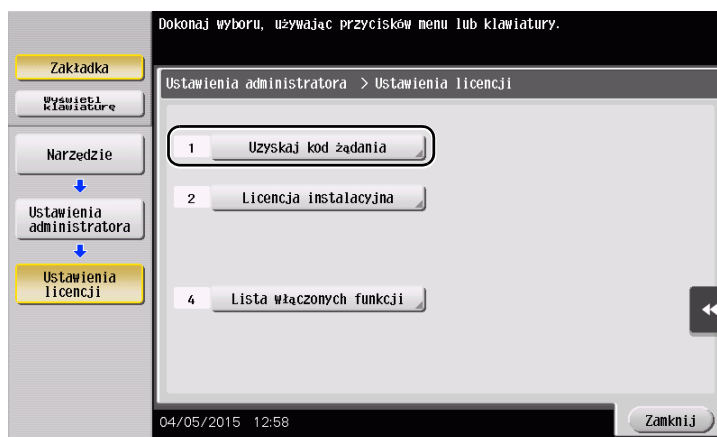 Dokonaj wyboru, używając przycisków menu lub klawiatury.
Zakładka
Wyświetl
klawiaturę
Ustawienia administratora > Ustawienia licencji
Narzędzie
1 Uzyskaj kod żądania
2 Licencja instalacyjna
Ustawienia
administratora
Ustawienia
licencji
4 Lista włączonych funkcji
04/05/2015 12:58
Zamknij